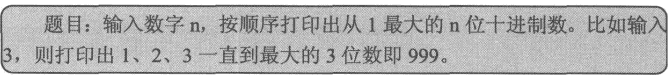 题目：输入数字 n，按顺序打印出从 1 最大的 n 位十进制数。比如输入
3，则打印出 1、2、3 一直到最大的 3 位数即 999。